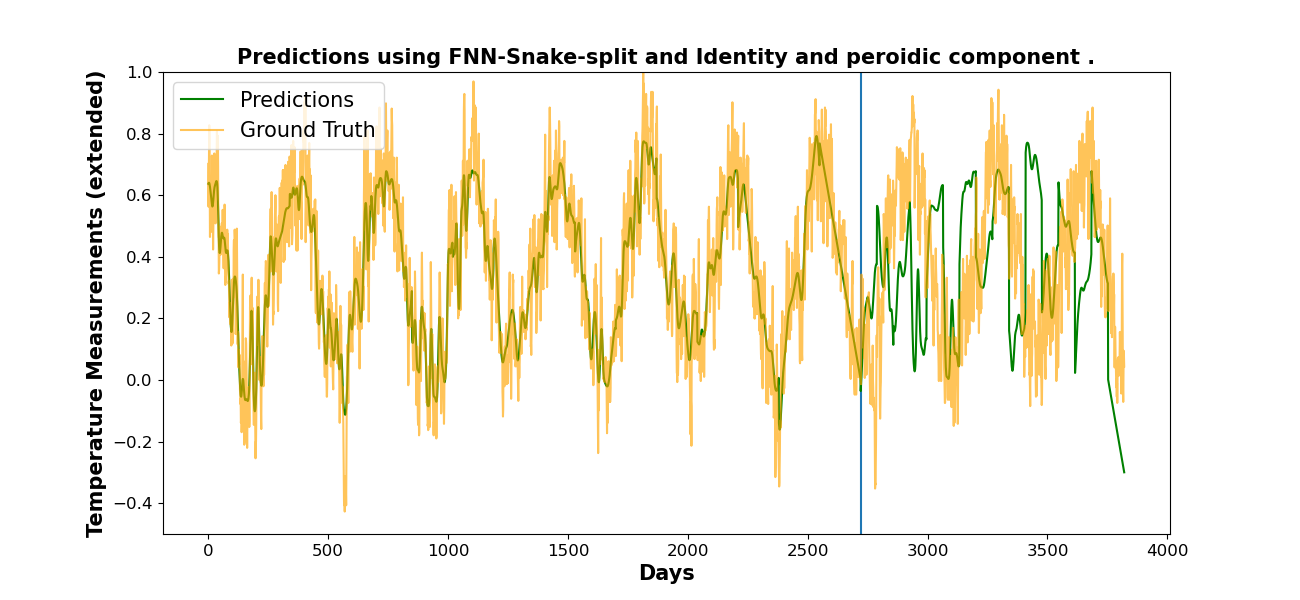 Predictions using FNN-Snake-split and Identity and peroidic component .
Predictions
Ground Truth
Temperature Measurements (extended)
1.0
0.8
0.6
0.4
0.2
0.0
−0.2
−0.4
0 500 1000 1500 2000 2500 3000 3500 4000
Days